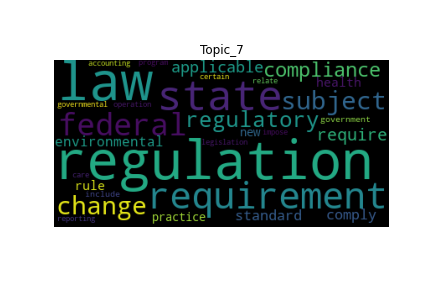 Topic_7
accounting program
applicable compliance
law certain
relate health
state subject
governmental operation
federal regulatory government
new impose require
environmental legislation
regulation
care
rule include requirement
change practice standard comply
reporting